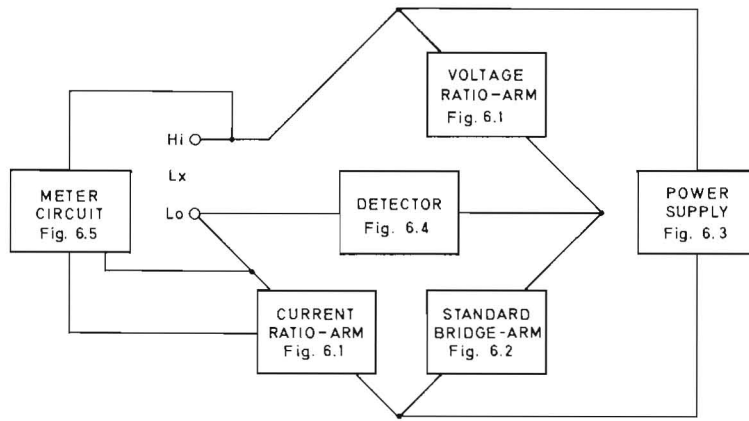 VOLTAGE
RATIO-ARM
Fig. 6.1
Hi
Lx
Lo
METER
CIRCUIT
Fig. 6.5
DETECTOR
Fig. 6.4
POWER
SUPPLY
Fig. 6.3
CURRENT
RATIO-ARM
Fig. 6.1
STANDARD
BRIDGE-ARM
Fig. 6.2